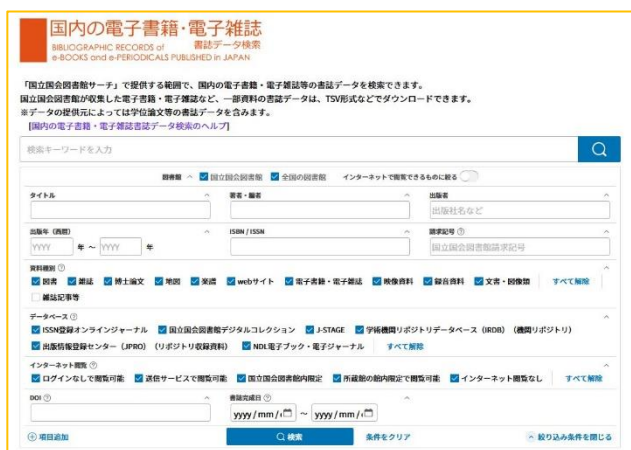 国内の電子書籍・電子雑誌
BIBLIOGRAPHIC RECORDS of 書誌データ検索
e-BOOKS and e-PERIODICALS PUBLISHED in JAPAN
「国立国会図書館サーチ」で提供する範囲で、国内の電子書籍・電子雑誌等の書誌データを検索できます。
国立国会図書館が収集した電子書籍・電子雑誌など、一部資料の書誌データは、TSV形式などでダウンロードできます。
※データの提供元によっては学位論文等の書誌データを含みます。
[国内の電子書籍・電子雑誌書誌データ検索のヘルプ]
検索キーワードを入力
図書館 国立国会図書館 全国の図書館 インターネットで閲覧できるものに絞る
タイトル 著者・編者 出版者
出版社名など
出版年（西暦） ISBN / ISSN 請求記号
YYYY 年 ～ YYYY 年 国立国会図書館請求記号
資料種別
図書 雑誌 博士論文 地図 楽譜 webサイト 電子書籍・電子雑誌 映像資料 録音資料 文書・図像類 すべて解除
雑誌記事等
データベース
ISSN登録オンラインジャーナル 国立国会図書館デジタルコレクション J-STAGE 学術機関リポジトリデータベース（IRDB）（機関リポジトリ）
出版情報登録センター（JPRO）（リポジトリ収録資料） NDL電子ブック・電子ジャーナル すべて解除
インターネット閲覧
ログインなしで閲覧可能 送信サービスで閲覧可能 国立国会図書館内限定 所蔵館の館内限定で閲覧可能 インターネット閲覧なし すべて解除
DOI 書誌完成日
yyyy / mm / ～ yyyy / mm /
項目追加 検索 条件をクリア 絞り込み条件を閉じる